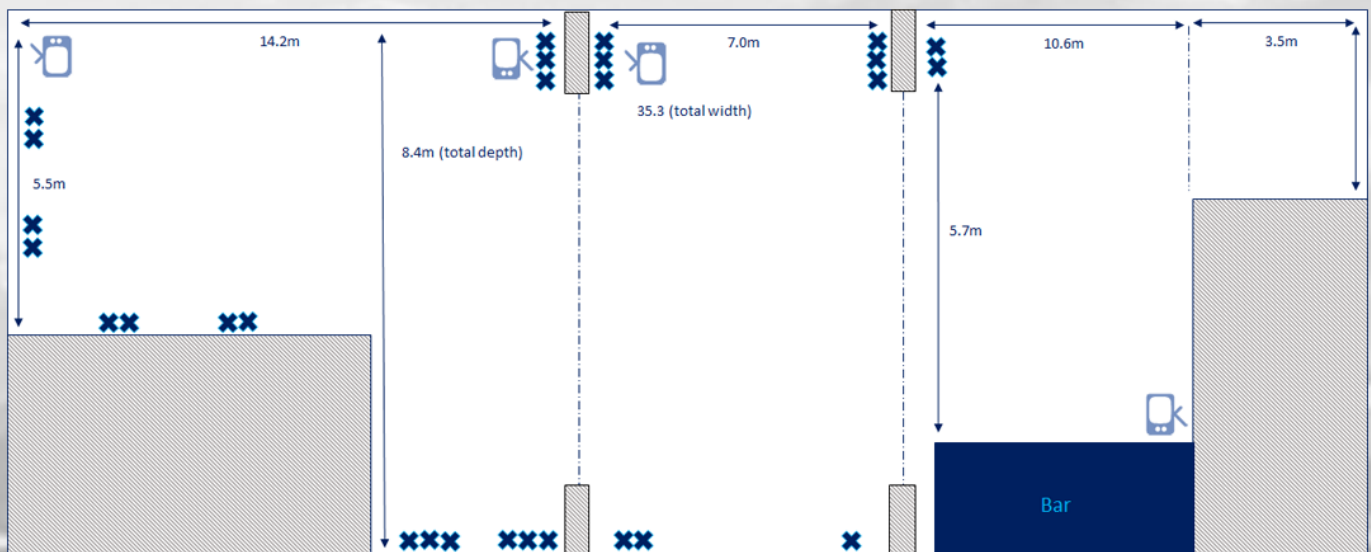 14.2m
7.0m
10.6m
3.5m
35.3 (total width)
8.4m (total depth)
5.5m
5.7m
Bar